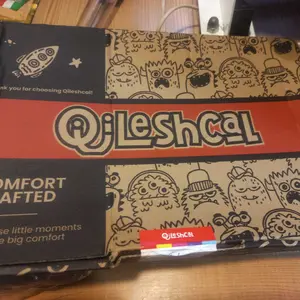 k you for choosing Qileshcal!
QiLeshCal
OMFORT
AFTED
se little moments
e big comfort
QiLeshCal